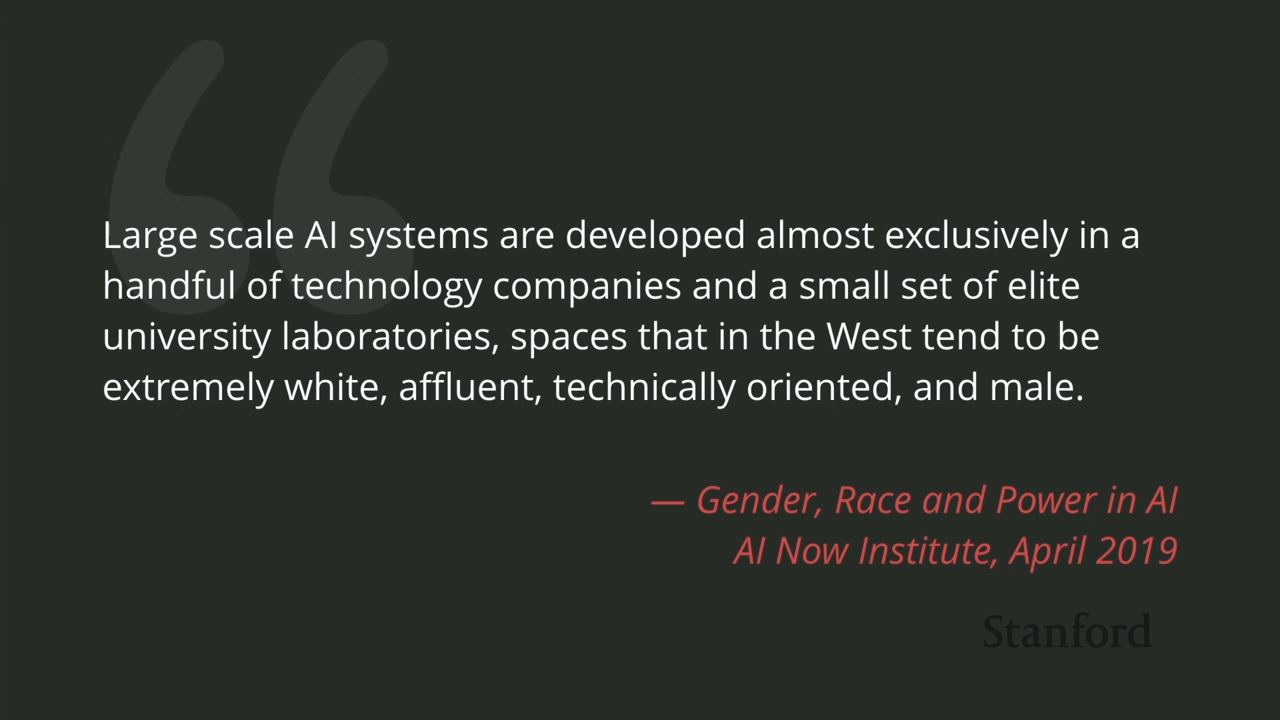 Large scale AI systems are developed almost exclusively in a
handful of technology companies and a small set of elite
university laboratories, spaces that in the West tend to be
extremely white, affluent, technically oriented, and male.
— Gender, Race and Power in AI
AI Now Institute, April 2019
Stanford